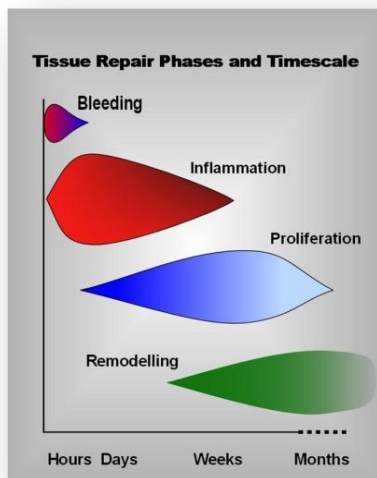 Tissue Repair Phases and Timescale
Bleeding
Inflammation
Proliferation
Remodelling
Hours Days Weeks Months